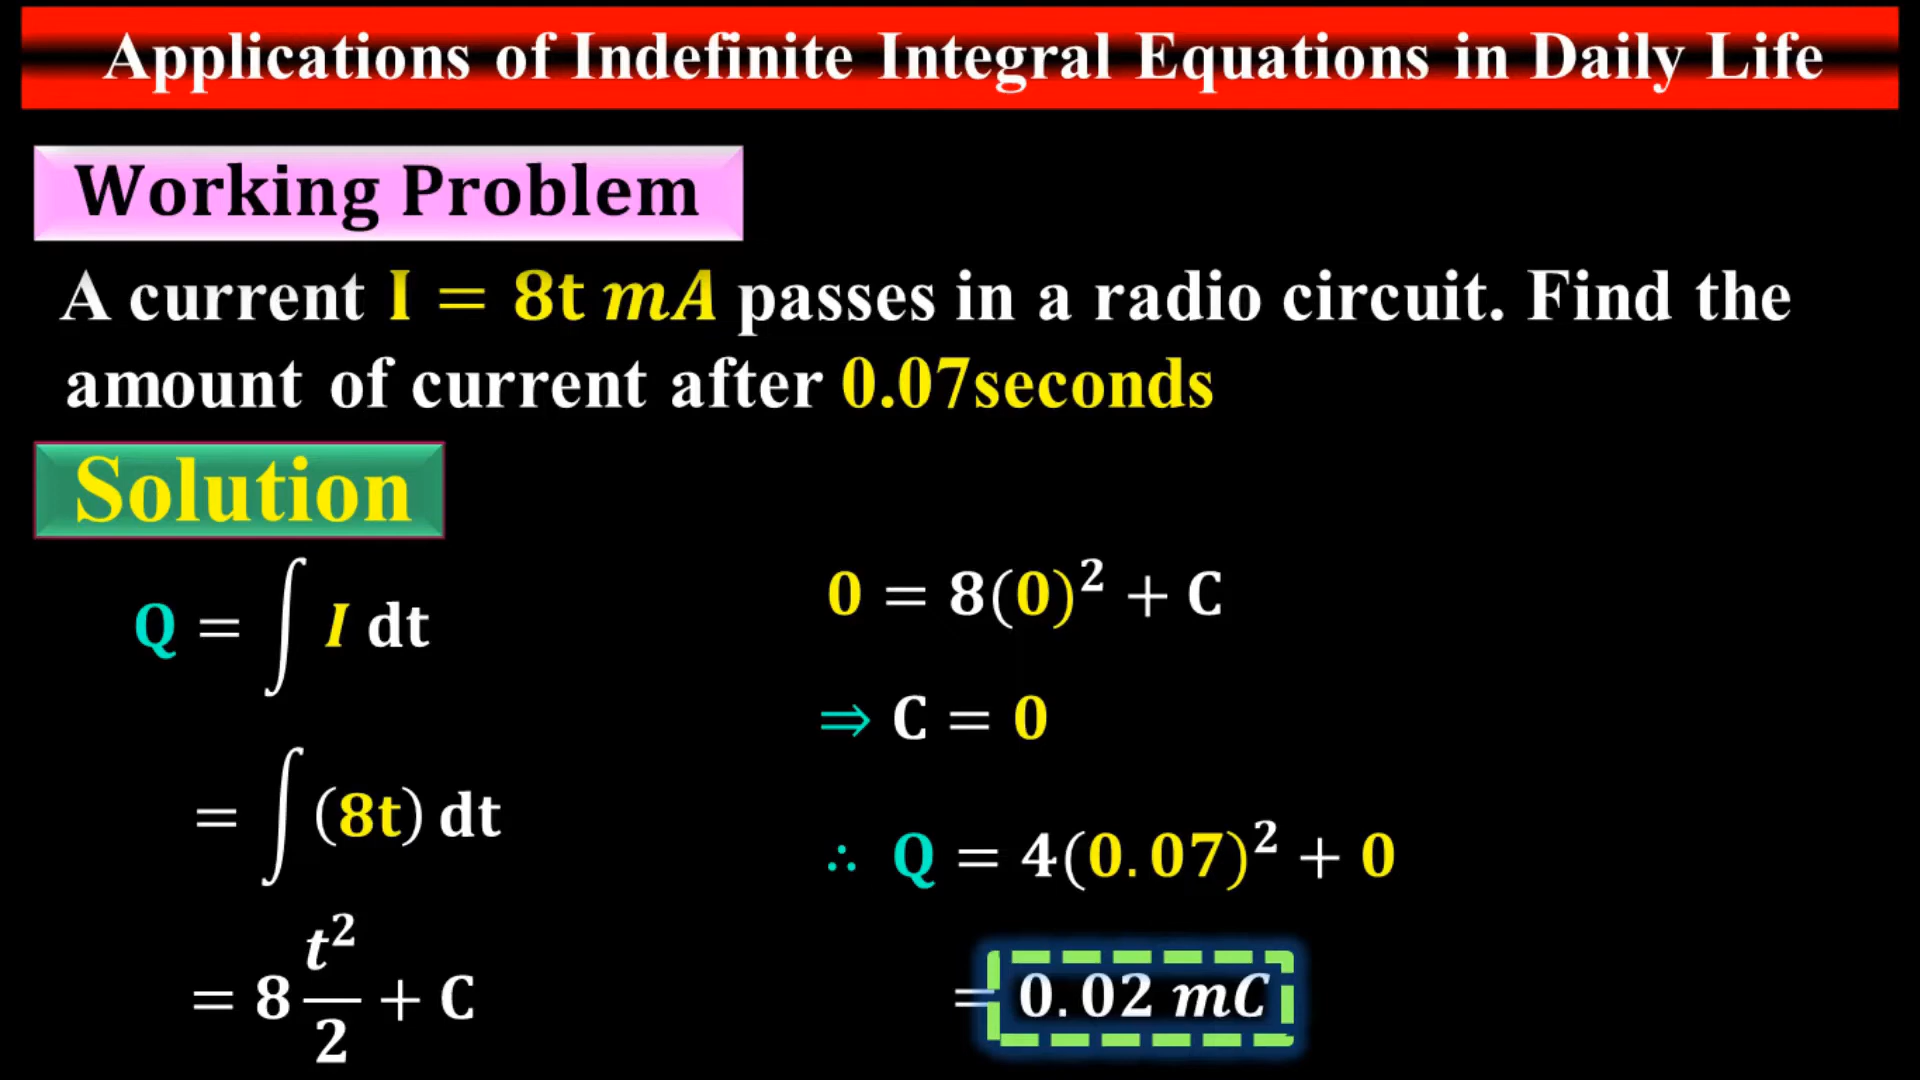 Applications of Indefinite Integral Equations in Daily Life
Working Problem
A current I = 8t mA passes in a radio circuit. Find the
amount of current after 0.07seconds
Solution
Q = ∫ I dt
= ∫ (8t) dt
= 8 t²/2 + C
0 = 8(0)² + C
⇒ C = 0
∴ Q = 4(0.07)² + 0
= 0.02 mC